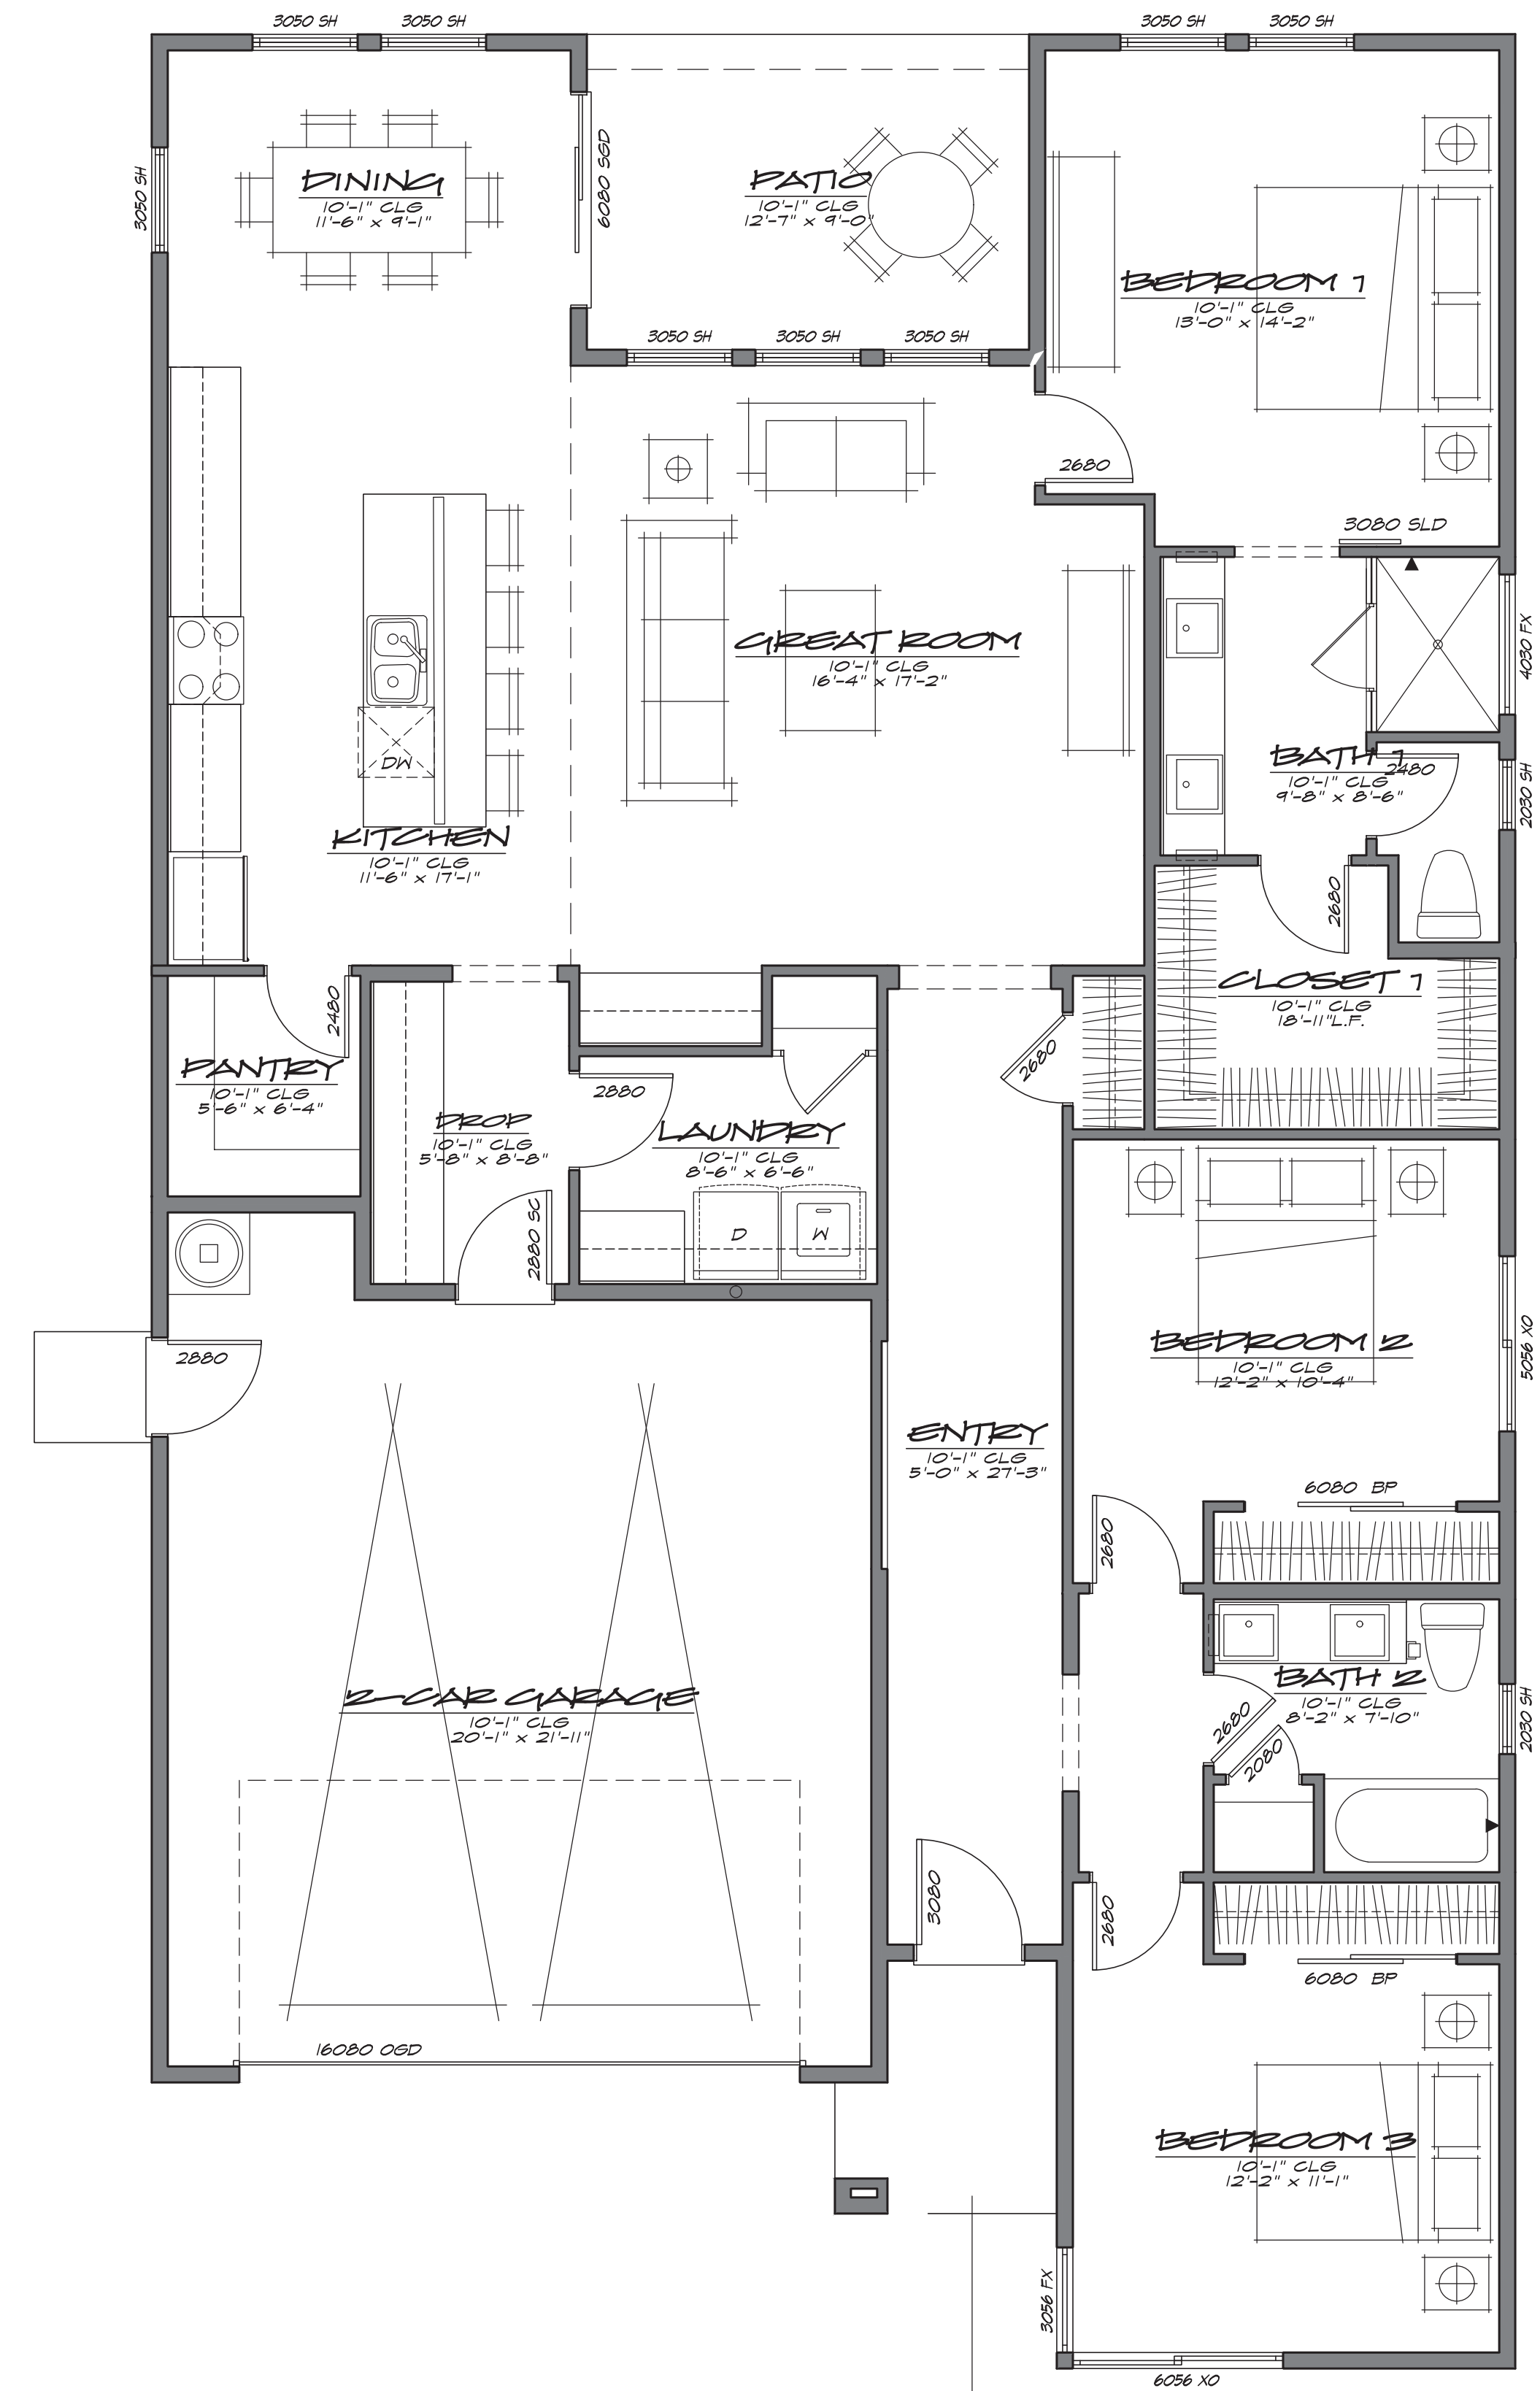 3050 SH
3050 SH
3050 SH
3050 SH
3050 SH
6080 SGD
DINING
10'-1" CLG
11'-6" x 9'-1"
PATIO
10'-1" CLG
12'-7" x 9'-0"
BEDROOM 1
10'-1" CLG
13'-0" x 14'-2"
3050 SH
3050 SH
3050 SH
2680
3080 SLD
4030 FX
GREAT ROOM
10'-1" CLG
16'-4" x 17'-2"
DW
BATH 1
10'-1" CLG
9'-8" x 8'-6"
2480
2030 SH
KITCHEN
10'-1" CLG
11'-6" x 17'-1"
2680
CLOSET 1
10'-1" CLG
18'-11"L.F.
2480
PANTRY
10'-1" CLG
5'-6" x 6'-4"
2680
2880
DROP
10'-1" CLG
5'-8" x 8'-8"
LAUNDRY
10'-1" CLG
8'-6" x 6'-6"
2880 SC
D
W
2880
BEDROOM 2
10'-1" CLG
12'-2" x 10'-4"
5056 XO
ENTRY
10'-1" CLG
5'-0" x 27'-3"
6080 BP
2680
2-CAR GARAGE
10'-1" CLG
20'-1" x 21'-11"
BATH 2
10'-1" CLG
8'-2" x 7'-10"
2680
2080
2030 SH
3080
2680
6080 BP
16080 OGD
BEDROOM 3
10'-1" CLG
12'-2" x 11'-1"
3056 FX
6056 XO